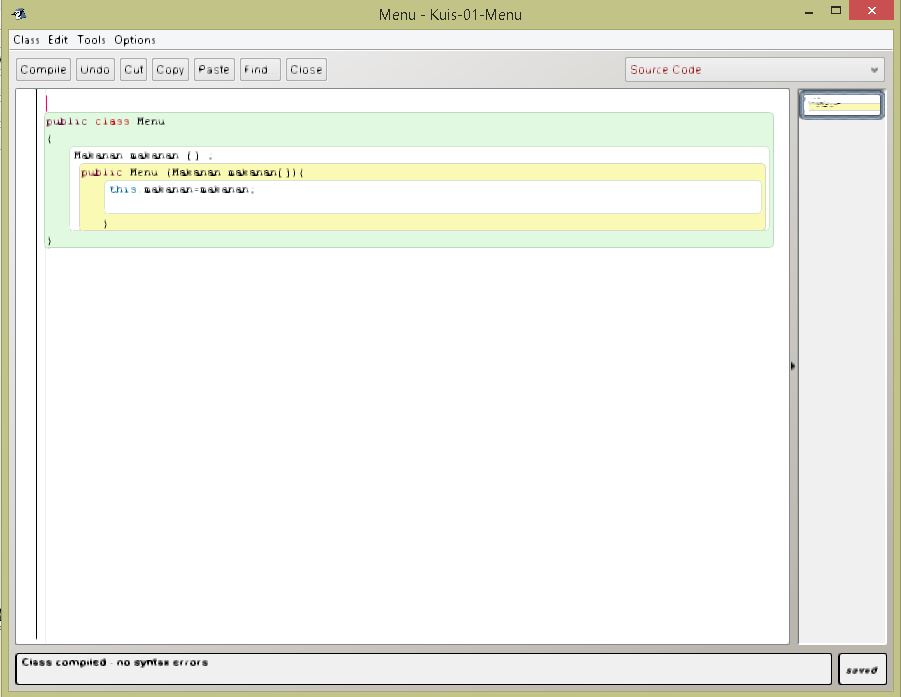 Menu - Kuis-01-Menu
Class Edit Tools Options
Compile Undo Cut Copy Paste Find... Close Source Code
public class Menu
{
Makanan makanan [] ;
public Menu (Makanan makanan[]){
this.makanan=makanan;
}
}
Class compiled - no syntax errors
saved